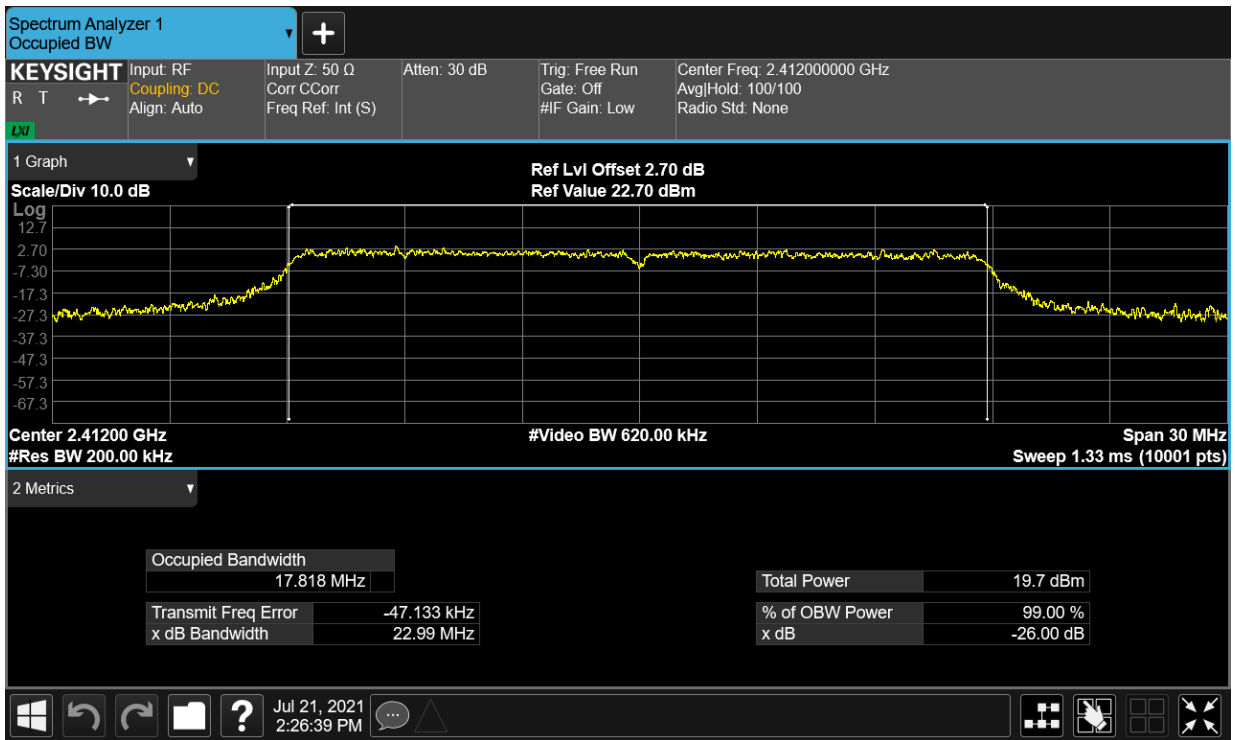 Spectrum Analyzer 1
Occupied BW
KEYSIGHT
R T
LXI
Input: RF
Coupling: DC
Align: Auto
Input Z: 50 Ω
Corr CCorr
Freq Ref: Int (S)
Atten: 30 dB
Trig: Free Run
Gate: Off
#IF Gain: Low
Center Freq: 2.412000000 GHz
Avg|Hold: 100/100
Radio Std: None
1 Graph
Scale/Div 10.0 dB
Ref Lvl Offset 2.70 dB
Ref Value 22.70 dBm
Log
12.7
2.70
-7.30
-17.3
-27.3
-37.3
-47.3
-57.3
-67.3
Center 2.41200 GHz
#Res BW 200.00 kHz
#Video BW 620.00 kHz
Span 30 MHz
Sweep 1.33 ms (10001 pts)
2 Metrics
Occupied Bandwidth
17.818 MHz
Transmit Freq Error -47.133 kHz
x dB Bandwidth 22.99 MHz
Total Power 19.7 dBm
% of OBW Power 99.00 %
x dB -26.00 dB
?
Jul 21, 2021
2:26:39 PM